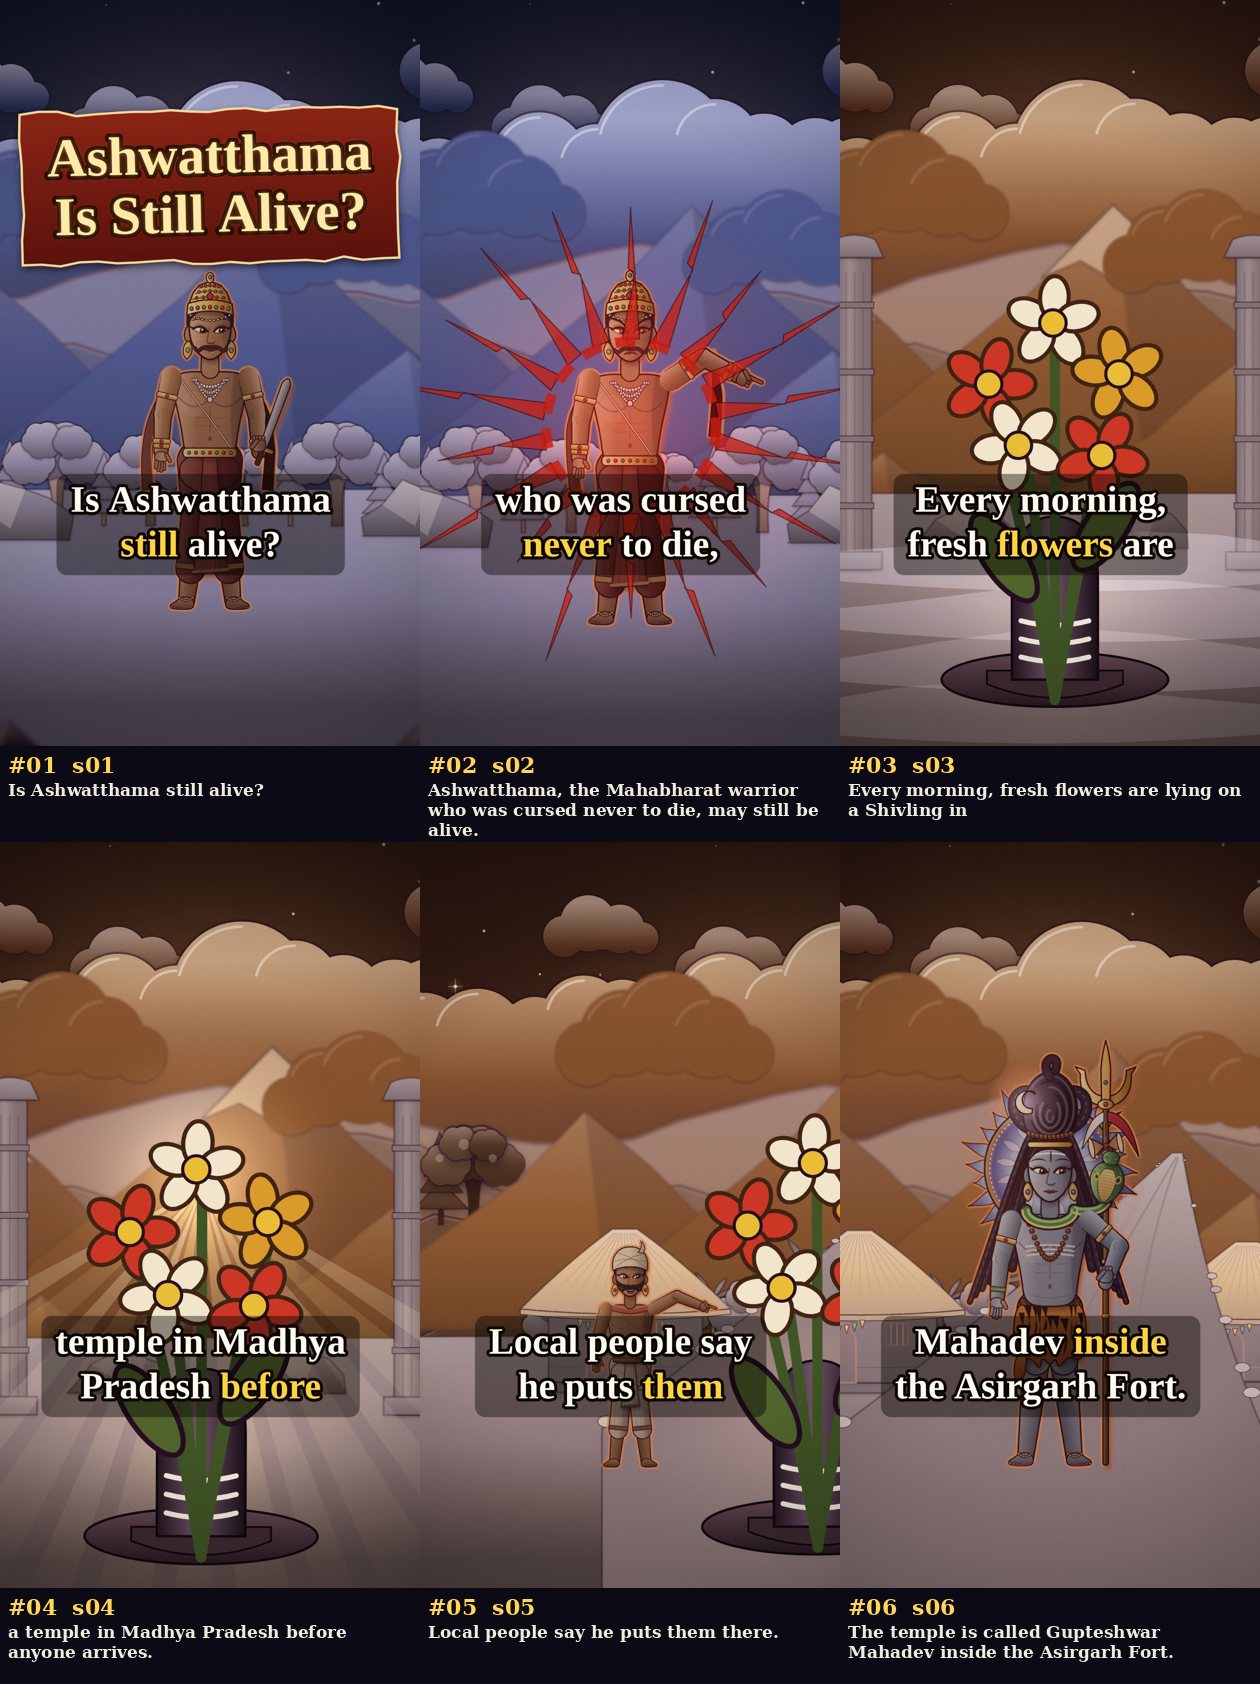 Ashwatthama
Is Still Alive?
Is Ashwatthama
still alive?
#01 s01
Is Ashwatthama still alive?
who was cursed
never to die,
#02 s02
Ashwatthama, the Mahabharat warrior
who was cursed never to die, may still be
alive.
Every morning,
fresh flowers are
#03 s03
Every morning, fresh flowers are lying on
a Shivling in
temple in Madhya
Pradesh before
#04 s04
a temple in Madhya Pradesh before
anyone arrives.
Local people say
he puts them
#05 s05
Local people say he puts them there.
Mahadev inside
the Asirgarh Fort.
#06 s06
The temple is called Gupteshwar
Mahadev inside the Asirgarh Fort.